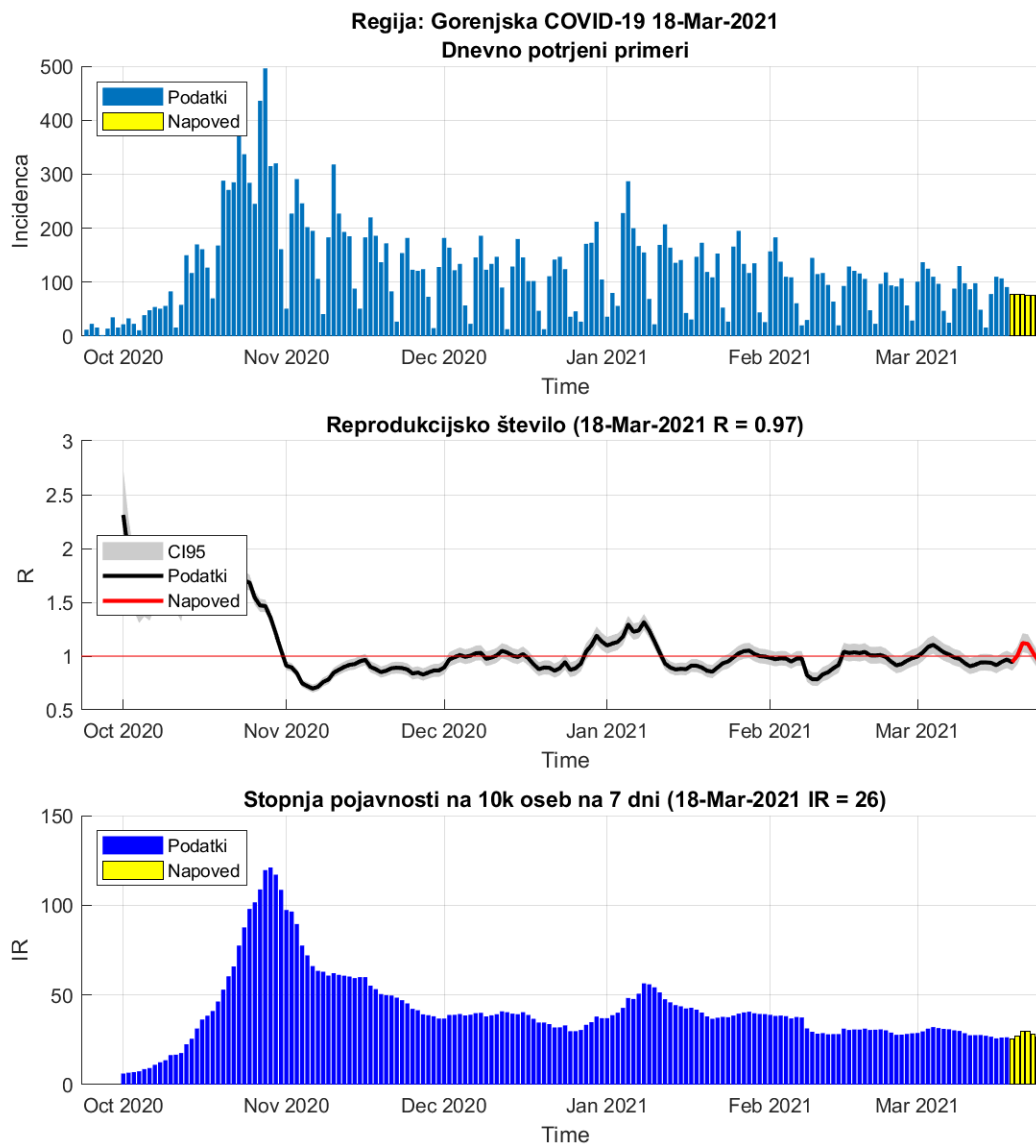 Regija: Gorenjska COVID-19 18-Mar-2021
Dnevno potrjeni primeri
500
400
300
200
100
0
Incidenca
Podatki
Napoved
Oct 2020 Nov 2020 Dec 2020 Jan 2021 Feb 2021 Mar 2021
Time
Reprodukcijsko število (18-Mar-2021 R = 0.97)
3
2.5
2
1.5
1
0.5
R
CI95
Podatki
Napoved
Oct 2020 Nov 2020 Dec 2020 Jan 2021 Feb 2021 Mar 2021
Time
Stopnja pojavnosti na 10k oseb na 7 dni (18-Mar-2021 IR = 26)
150
100
50
0
IR
Podatki
Napoved
Oct 2020 Nov 2020 Dec 2020 Jan 2021 Feb 2021 Mar 2021
Time